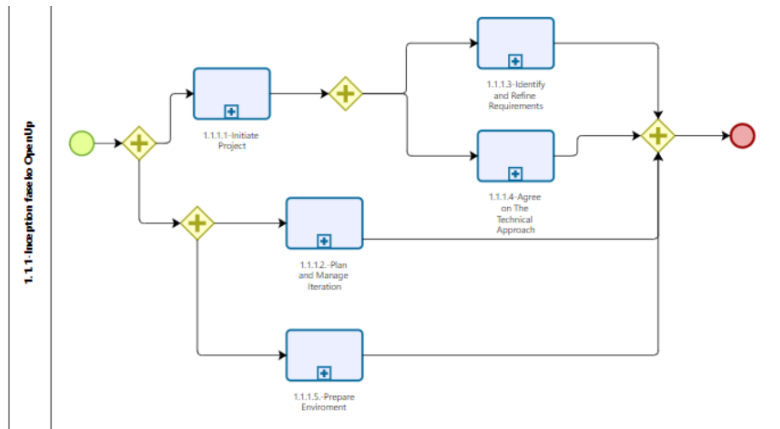 1.1.1-Inception faseko OpenUp
1.1.1.3-Identify
and Refine
Requirements
1.1.1.1-Initiate
Project
1.1.1.4-Agree
on The
Technical
Approach
1.1.1.2.-Plan
and Manage
Iteration
1.1.1.5.-Prepare
Enviroment